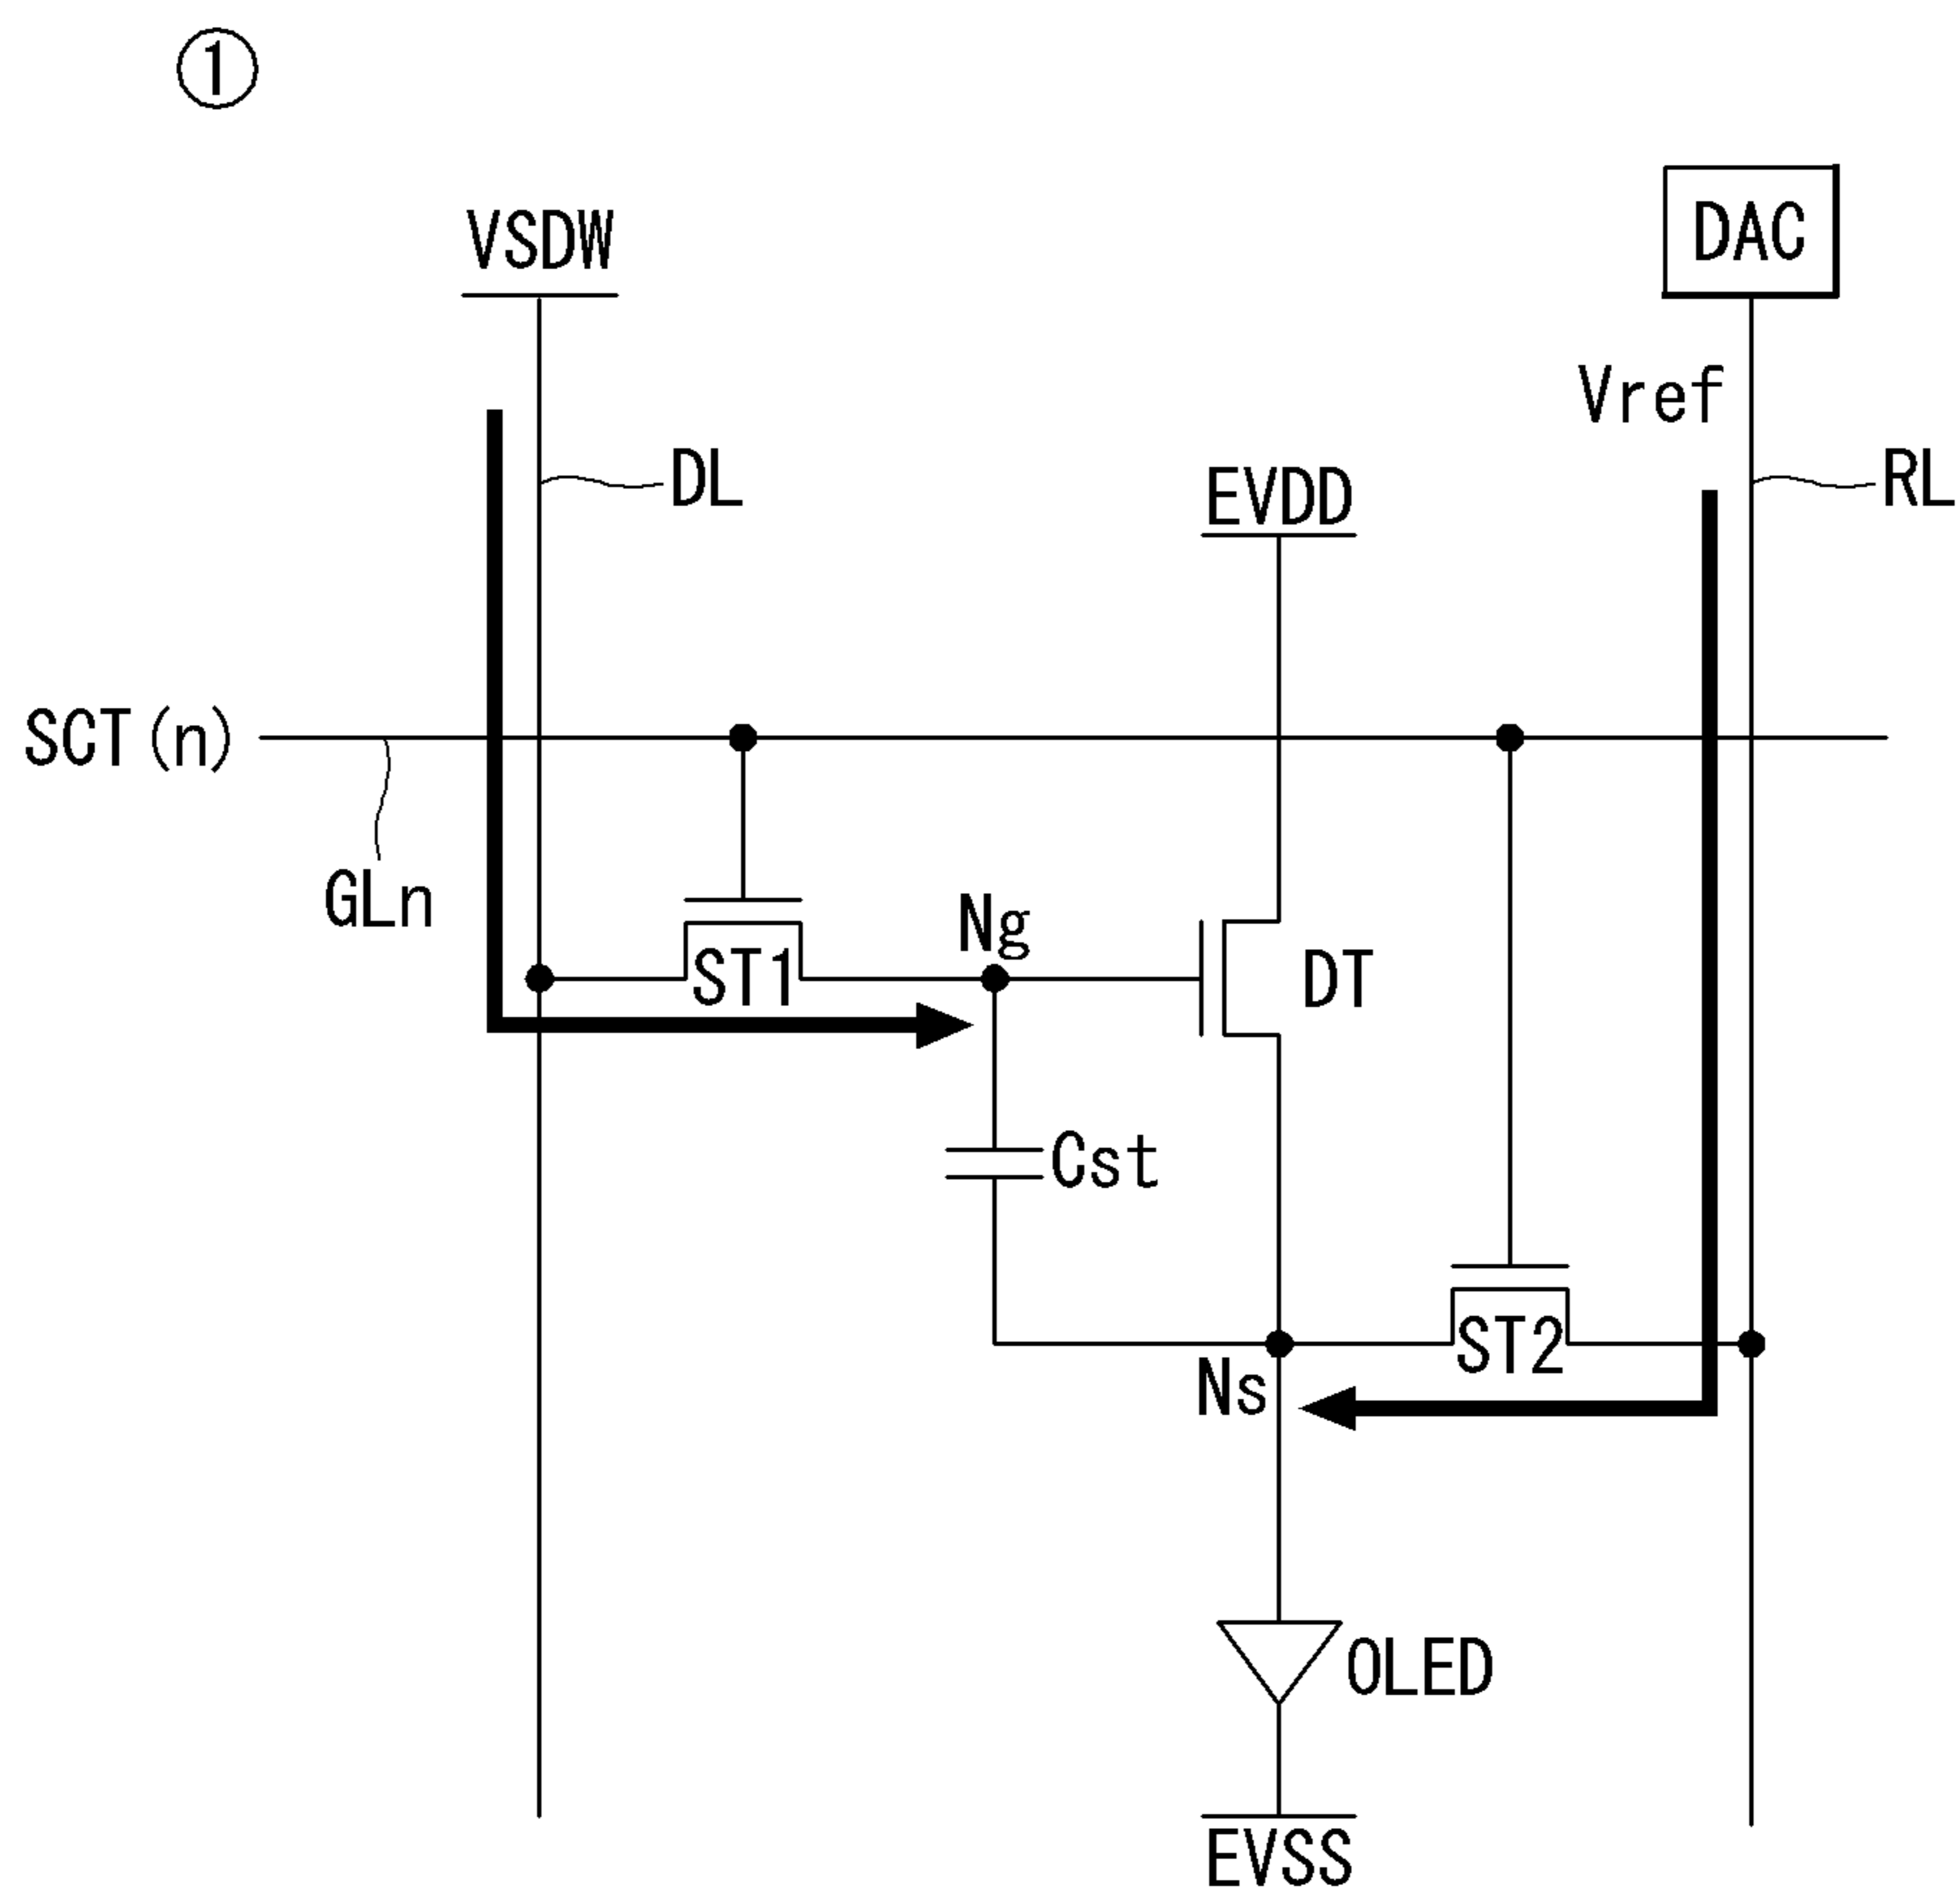 ①
VSDW
DAC
Vref
DL
RL
EVDD
SCT(n)
GLn
Ng
ST1
DT
Cst
ST2
Ns
OLED
EVSS